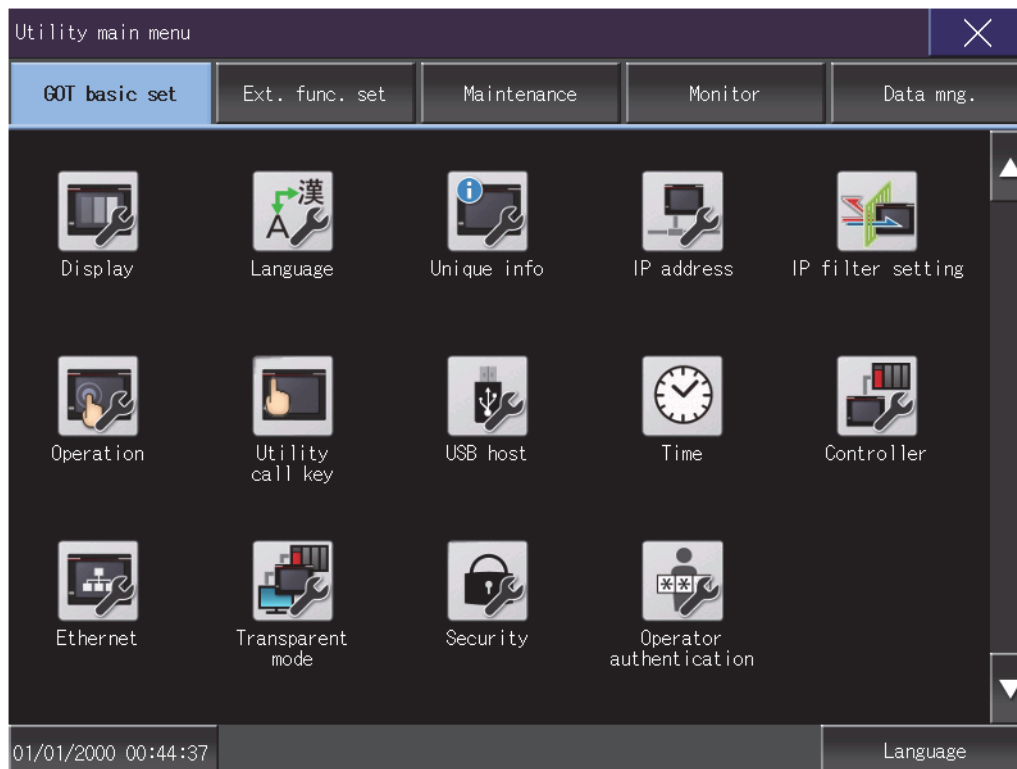 Utility main menu
GOT basic set
Ext. func. set
Maintenance
Monitor
Data mng.
漢
A
Display
Language
Unique info
IP address
IP filter setting
Operation
Utility
call key
USB host
Time
Controller
Ethernet
Transparent
mode
Security
**
Operator
authentication
01/01/2000 00:44:37
Language